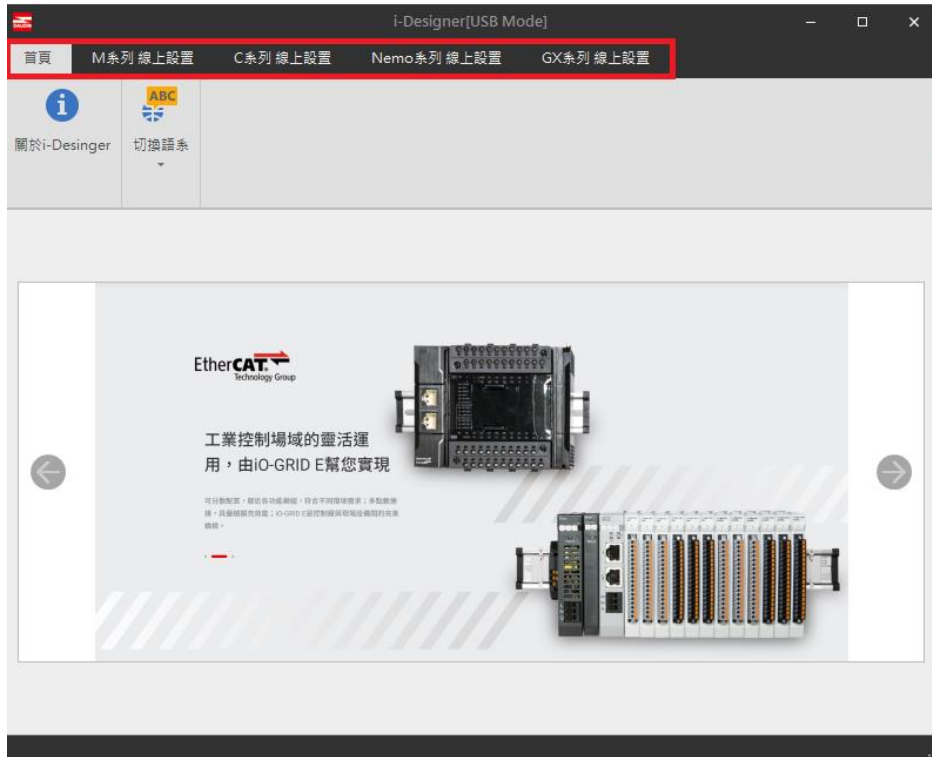 i-Designer[USB Mode]
首頁 M系列 線上設置 C系列 線上設置 Nemo系列 線上設置 GX系列 線上設置
ABC
關於i-Desinger 切換語系
EtherCAT.
Technology Group
工業控制場域的靈活運
用，由iO-GRID E幫您實現